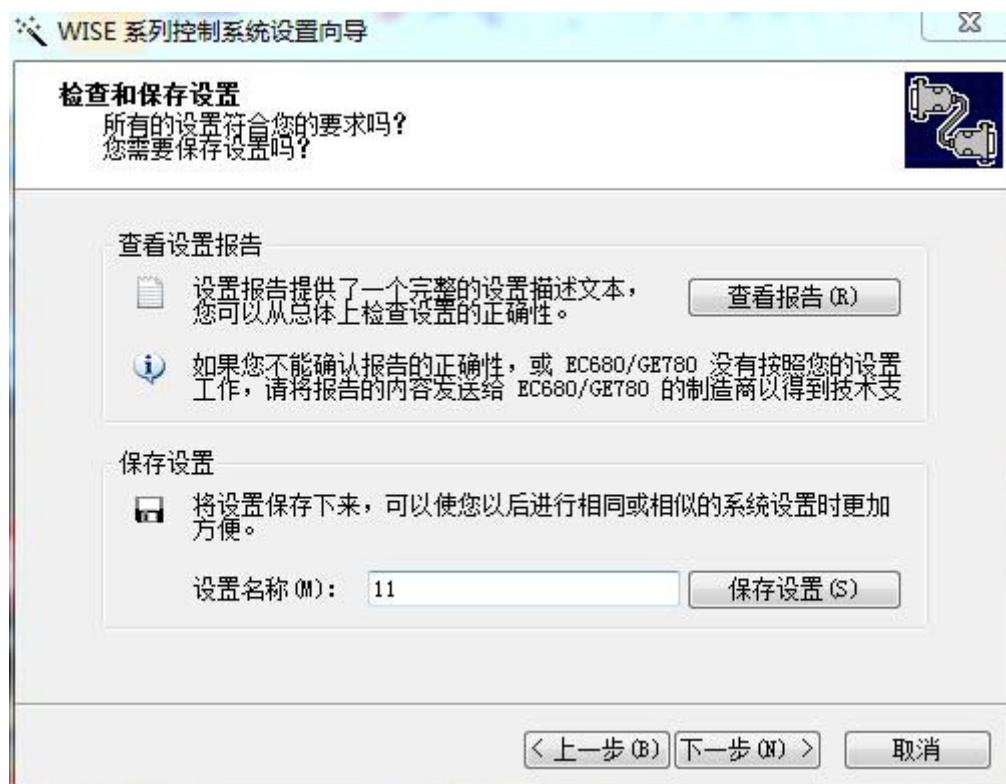 WISE 系列控制系统设置向导
检查和保存设置
所有的设置符合您的要求吗?
您需要保存设置吗?
查看设置报告
设置报告提供了一个完整的设置描述文本，
您可以从总体上检查设置的正确性。
查看报告(R)
如果您不能确认报告的正确性，或 EC680/GE780 没有按照您的设置
工作，请将报告的内容发送给 EC680/GE780 的制造商以得到技术支
保存设置
将设置保存下来，可以使您以后进行相同或相似的系统设置时更加
方便。
设置名称(M): 11 保存设置(S)
< 上一步(B) 下一步(N) > 取消